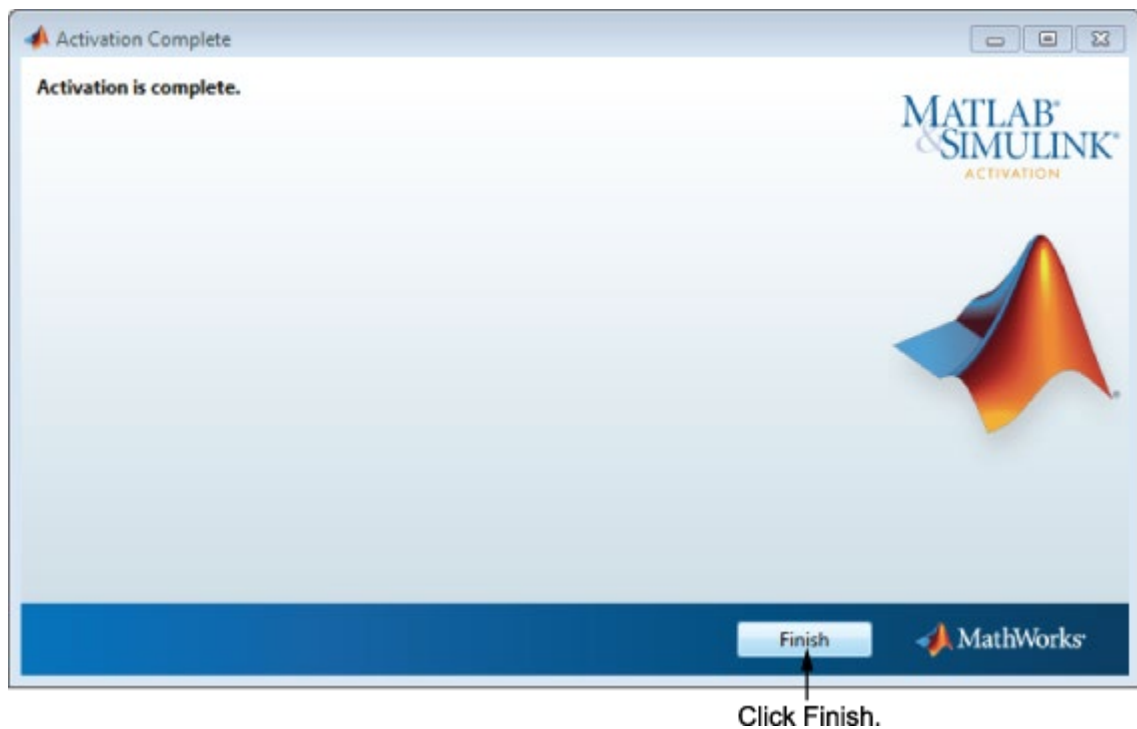 Activation Complete
Activation is complete.
MATLAB®
&SIMULINK®
ACTIVATION
®
Finish
MathWorks®
Click Finish.